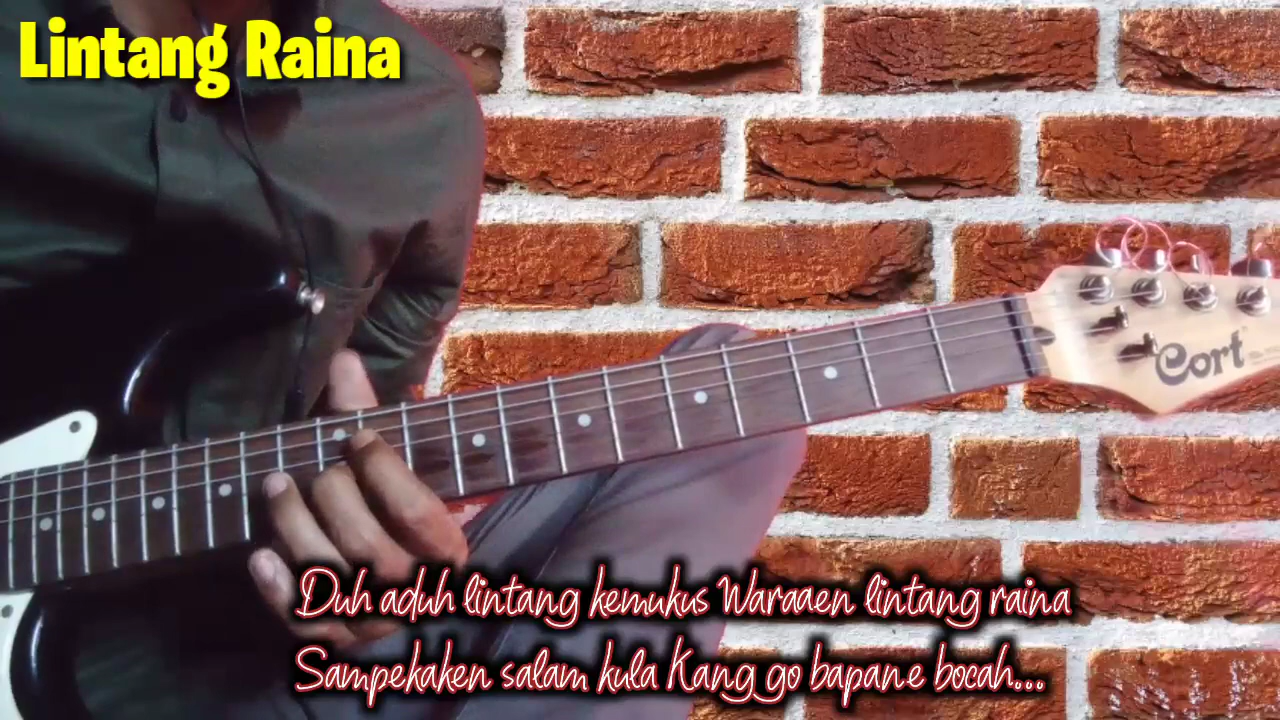 Lintang Raina
Cort
Duh aduh lintang kemukus Waraaen lintang raina
Sampekaken salam kula Kang go bapane bocah...